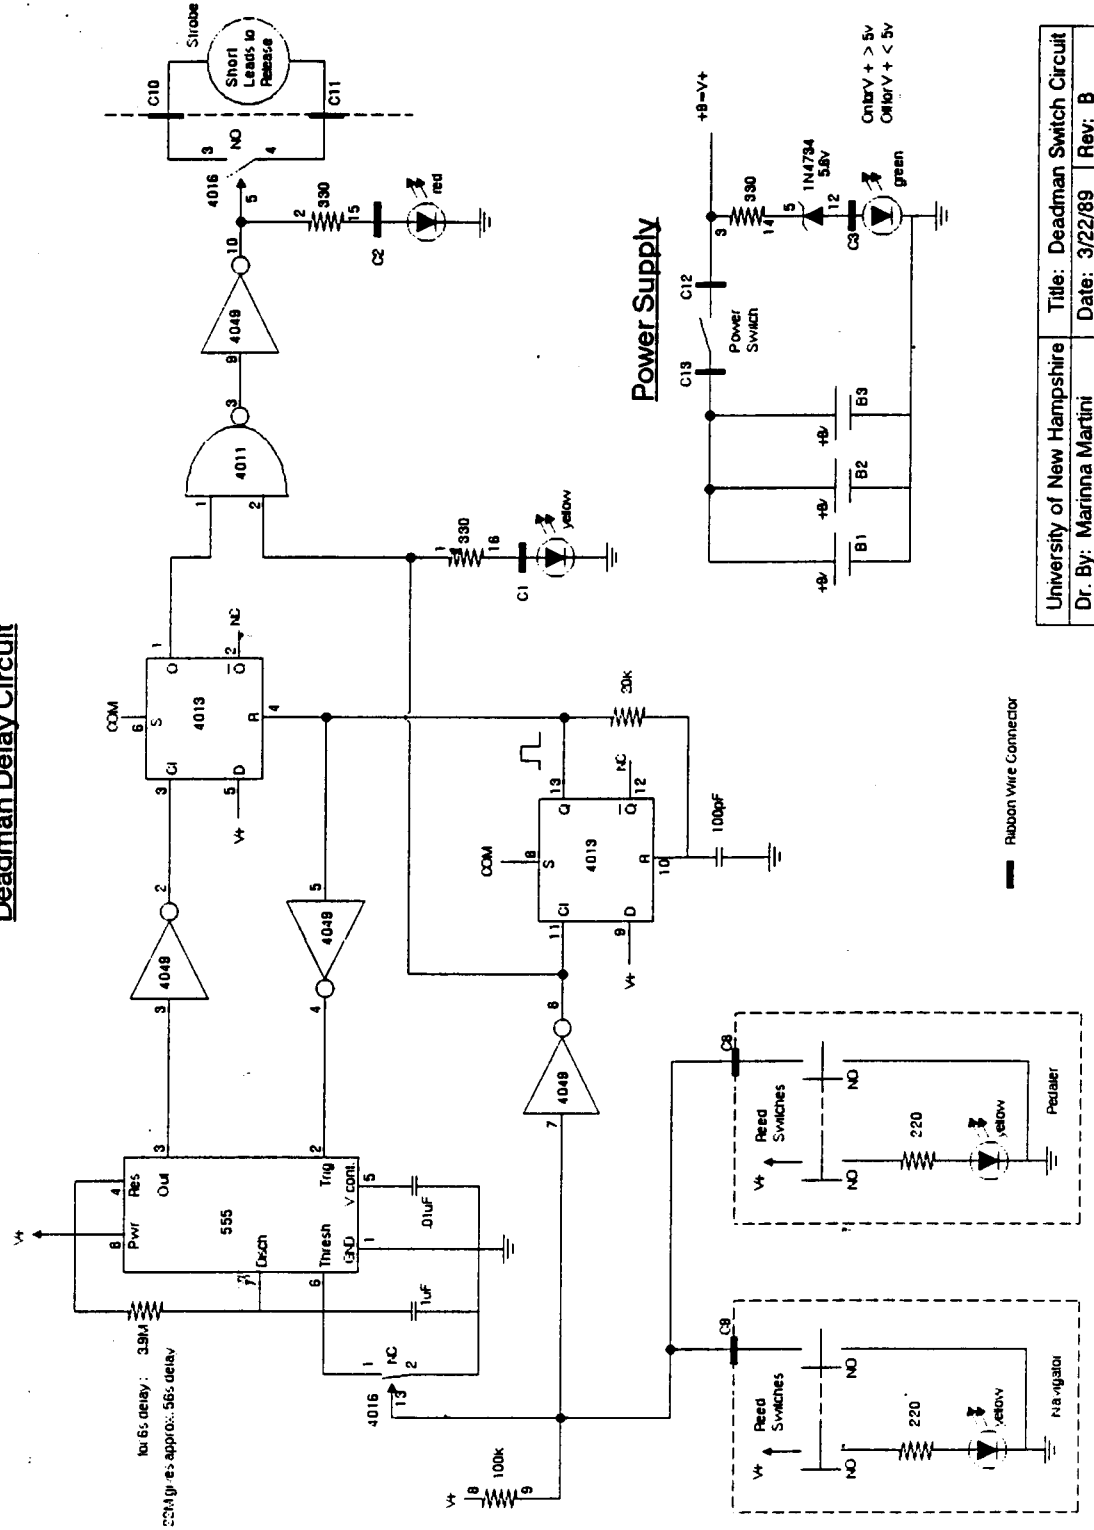 Deadman Delay Circuit
Strobe
Short
Leads to
Release
C10
C11
3
NO
4
4016
5
2
330
15
C2
red
10
4049
9
3
4011
1
2
1
330
16
C1
yellow
COM
6
S
3
Cl
O
1
4013
D
5
V+
O
2
NC
R
4
2
4049
3
5
4049
4
V+
8
Pwr
4
Res
Out
3
555
Disch
7
Thresh
6
GND
1
V cont.
5
Trig
2
.01uF
1uF
3.9M
for 6s delay:
22M gives approx. 56s delay
1
NC
2
4016
13
V+
8
100k
9
7
4049
8
COM
8
S
11
Cl
Q
13
4013
D
9
V+
Q
12
NC
R
10
20k
100pF
C9
V+
Reed
Switches
NO
NO
220
yellow
Navigator
C8
V+
Reed
Switches
NO
NO
220
yellow
Pedaler
Ribbon Wire Connector
Power Supply
+B=V+
C13
Power
Switch
C12
3
330
14
5
1N4734
5.6v
12
C3
green
On for V+ > 5v
Off for V+ < 5v
+9v
B1
+9v
B2
+9v
B3
University of New Hampshire
Title: Deadman Switch Circuit
Dr. By: Marinna Martini
Date: 3/22/89
Rev: B